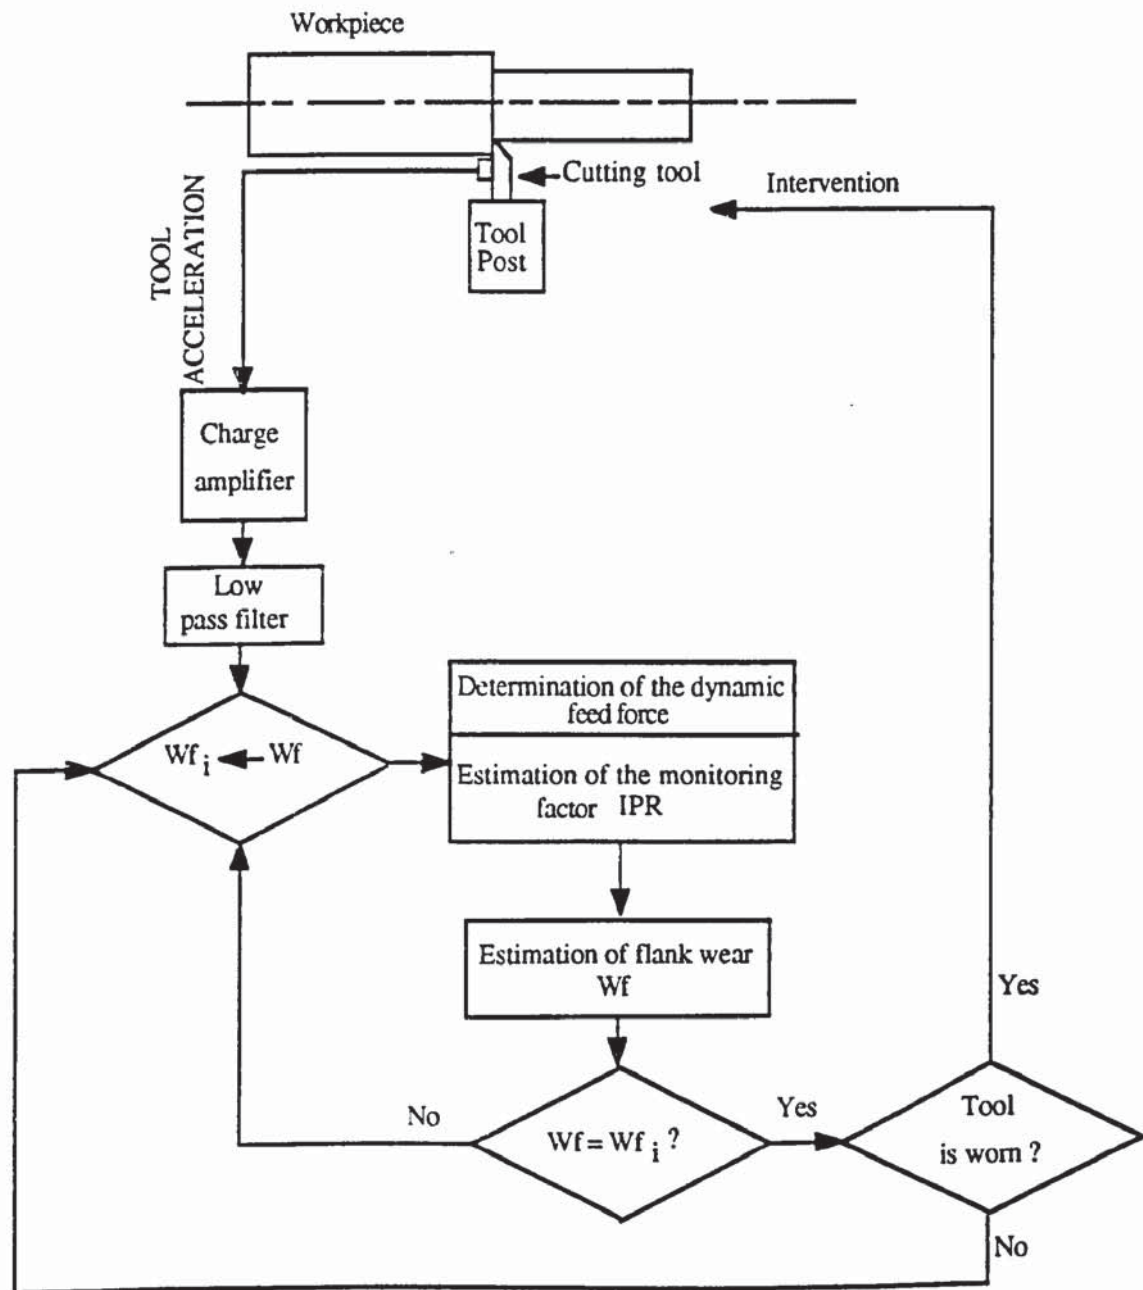 Workpiece
Cutting tool
Intervention
Tool
Post
TOOL
ACCELERATION
Charge
amplifier
Low
pass filter
Determination of the dynamic
feed force
Wf i Wf
Estimation of the monitoring
factor IPR
Estimation of flank wear
Wf
Yes
No
Yes
Wf = Wf i ?
Tool
is worn ?
No